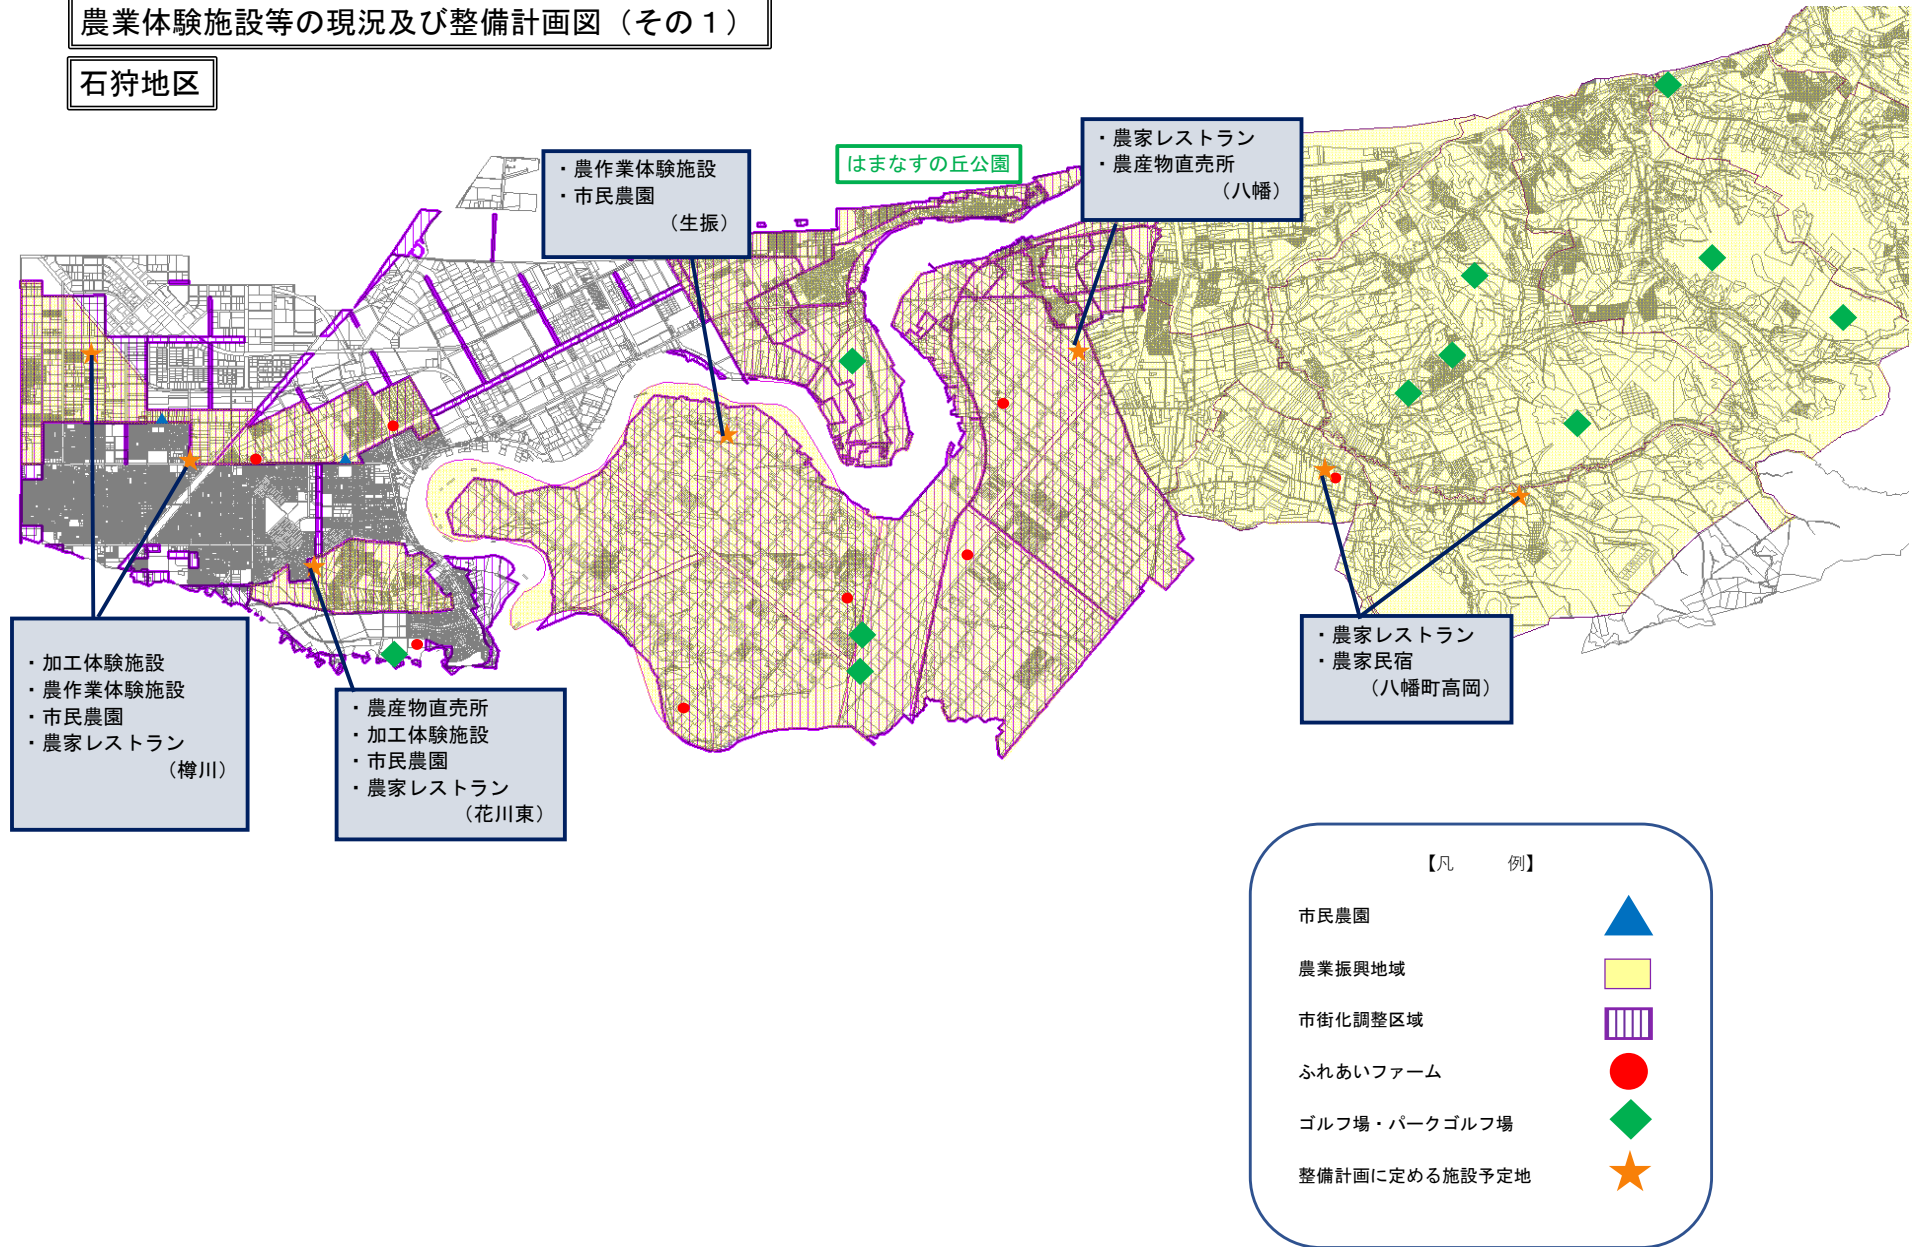 農業体験施設等の現況及び整備計画図（その１）
石狩地区
・農作業体験施設
・市民農園
（生振）
はまなすの丘公園
・農家レストラン
・農産物直売所
（八幡）
・加工体験施設
・農作業体験施設
・市民農園
・農家レストラン
（樽川）
・農産物直売所
・加工体験施設
・市民農園
・農家レストラン
（花川東）
・農家レストラン
・農家民宿
（八幡町高岡）
【凡　　例】
市民農園
農業振興地域
市街化調整区域
ふれあいファーム
ゴルフ場・パークゴルフ場
整備計画に定める施設予定地